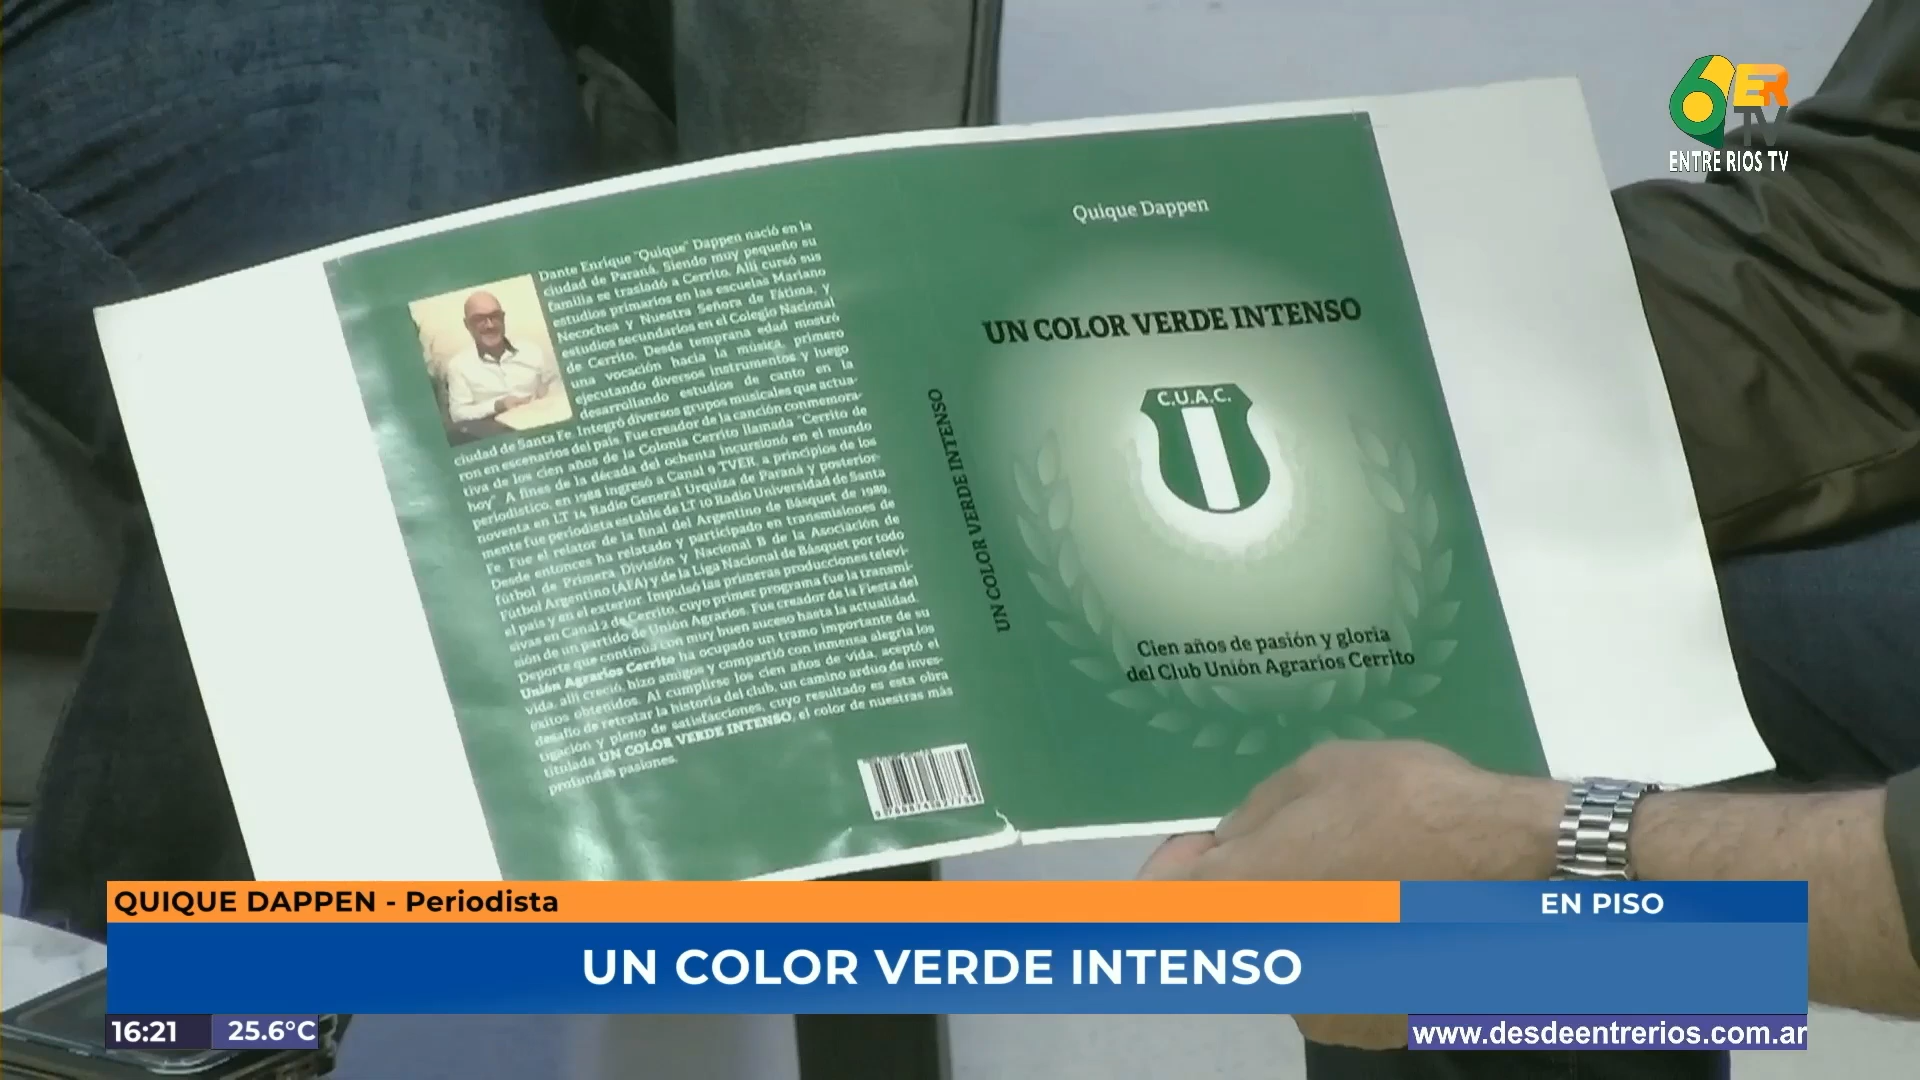 6ER
TV
ENTRE RIOS TV
Quique Dappen
UN COLOR VERDE INTENSO
C.U.A.C.
Cien años de pasión y gloria
del Club Unión Agrarios Cerrito
UN COLOR VERDE INTENSO
Dante Enrique "Quique" Dappen nació en la
ciudad de Paraná. Siendo muy pequeño su
familia se trasladó a Cerrito. Allí cursó sus
estudios primarios en las escuelas Mariano
Necochea y Nuestra Señora de Fátima, y
estudios secundarios en el Colegio Nacional
de Cerrito. Desde temprana edad mostró
una vocación hacia la música, primero
ejecutando diversos instrumentos y luego
desarrollando estudios de canto en la
ciudad de Santa Fe. Integró diversos grupos musicales que actua-
ron en escenarios del país. Fue creador de la canción conmemora-
tiva de los cien años de la Colonia Cerrito llamada "Cerrito de
hoy". A fines de la década del ochenta incursionó en el mundo
periodístico, en 1988 ingresó a Canal 9 TVER, a principios de los
noventa en LT 14 Radio General Urquiza de Paraná y posterior-
mente fue periodista estable de LT 10 Radio Universidad de Santa
Fe. Fue el relator de la final del Argentino de Básquet de 1989.
Desde entonces ha relatado y participado en transmisiones de
fútbol de Primera División y Nacional B de la Asociación de
Fútbol Argentino (AFA) y de la Liga Nacional de Básquet por todo
el país y en el exterior. Impulsó las primeras producciones televi-
sivas en Canal 2 de Cerrito, cuyo primer programa fue la transmi-
sión de un partido de Unión Agrarios. Fue creador de la Fiesta del
Deporte que continúa con muy buen suceso hasta la actualidad.
Unión Agrarios Cerrito ha ocupado un tramo importante de su
vida, allí creció, hizo amigos y compartió con inmensa alegría los
éxitos obtenidos. Al cumplirse los cien años de vida, aceptó el
desafío de retratar la historia del club, un camino arduo de inves-
tigación y pleno de satisfacciones, cuyo resultado es esta obra
titulada UN COLOR VERDE INTENSO, el color de nuestras más
profundas pasiones.
QUIQUE DAPPEN - Periodista
EN PISO
UN COLOR VERDE INTENSO
16:21 25.6°C
www.desdeentrerios.com.ar